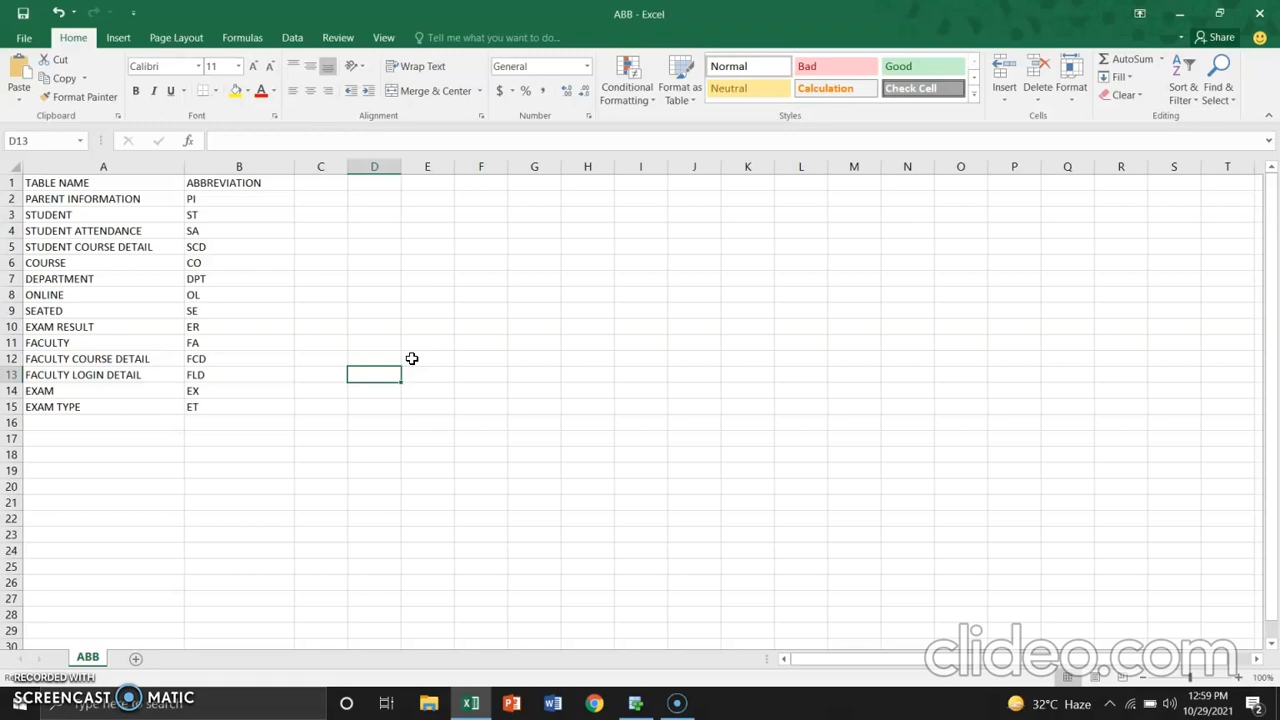 ABB - Excel
Share
File Home Insert Page Layout Formulas Data Review View Tell me what you want to do...
Paste
Cut
Copy
Format Painter
Clipboard
Calibri 11
A A
B I U A
Font
Wrap Text
Merge & Center
Alignment
General
$ % ,
Number
Conditional Formatting
Format as Table
Normal Bad Good
Neutral Calculation Check Cell
Styles
Insert Delete Format
Cells
AutoSum
Fill
Clear
Sort & Filter
Find & Select
Editing
D13
fx
A B C D E F G H I J K L M N O P Q R S T
1 TABLE NAME ABBREVIATION
2 PARENT INFORMATION PI
3 STUDENT ST
4 STUDENT ATTENDANCE SA
5 STUDENT COURSE DETAIL SCD
6 COURSE CO
7 DEPARTMENT DPT
8 ONLINE OL
9 SEATED SE
10 EXAM RESULT ER
11 FACULTY FA
12 FACULTY COURSE DETAIL FCD
13 FACULTY LOGIN DETAIL FLD
14 EXAM EX
15 EXAM TYPE ET
16
17
18
19
20
21
22
23
24
25
26
27
28
29
30
ABB
clideo.com
RECORDED WITH
100%
SCREENCAST MATIC
Type here to search
32°C Haze
12:59 PM
10/29/2021
2